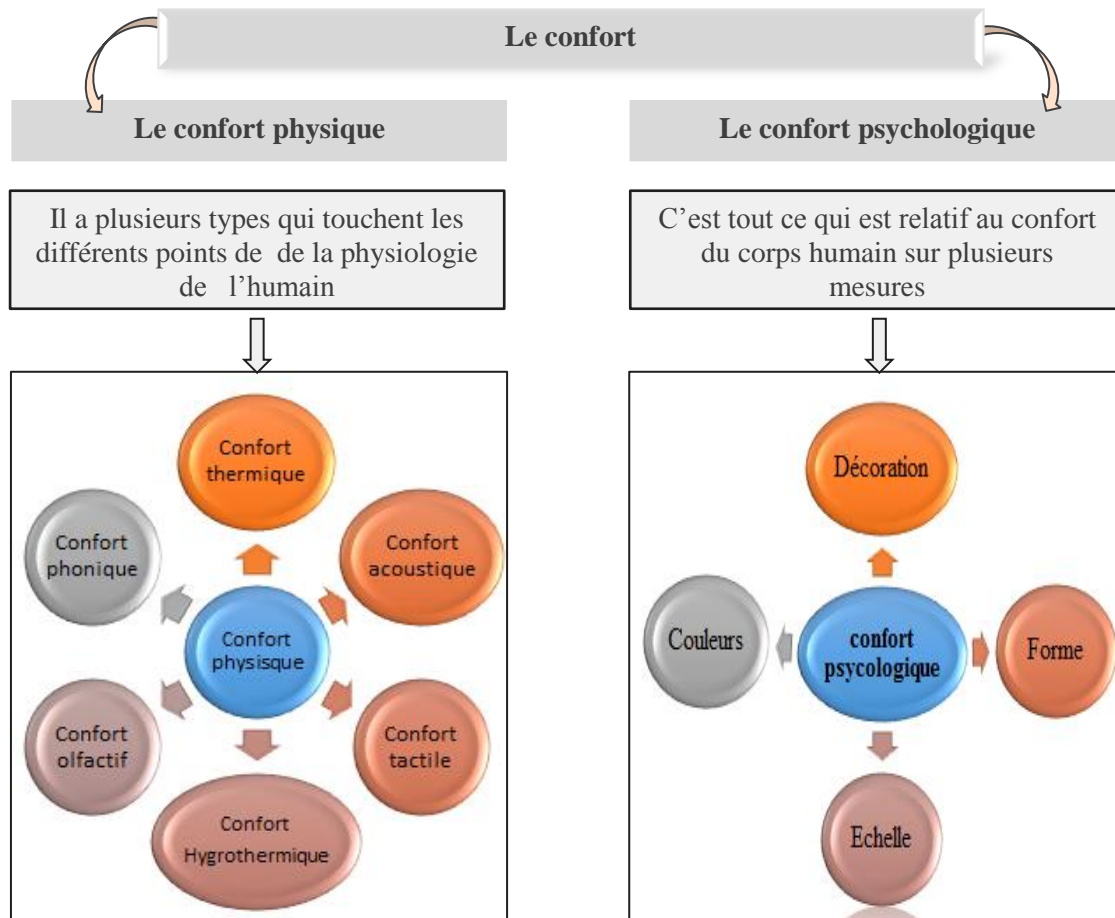 Le confort
Le confort physique
Il a plusieurs types qui touchent les
différents points de  de la physiologie
de   l’humain
Confort
thermique
Confort
phonique
Confort
acoustique
Confort
physisque
Confort
olfactif
Confort
tactile
Confort
Hygrothermique
Le confort psychologique
C’est tout ce qui est relatif au confort
du corps humain sur plusieurs
mesures
Décoration
Couleurs
confort
psycologique
Forme
Echelle